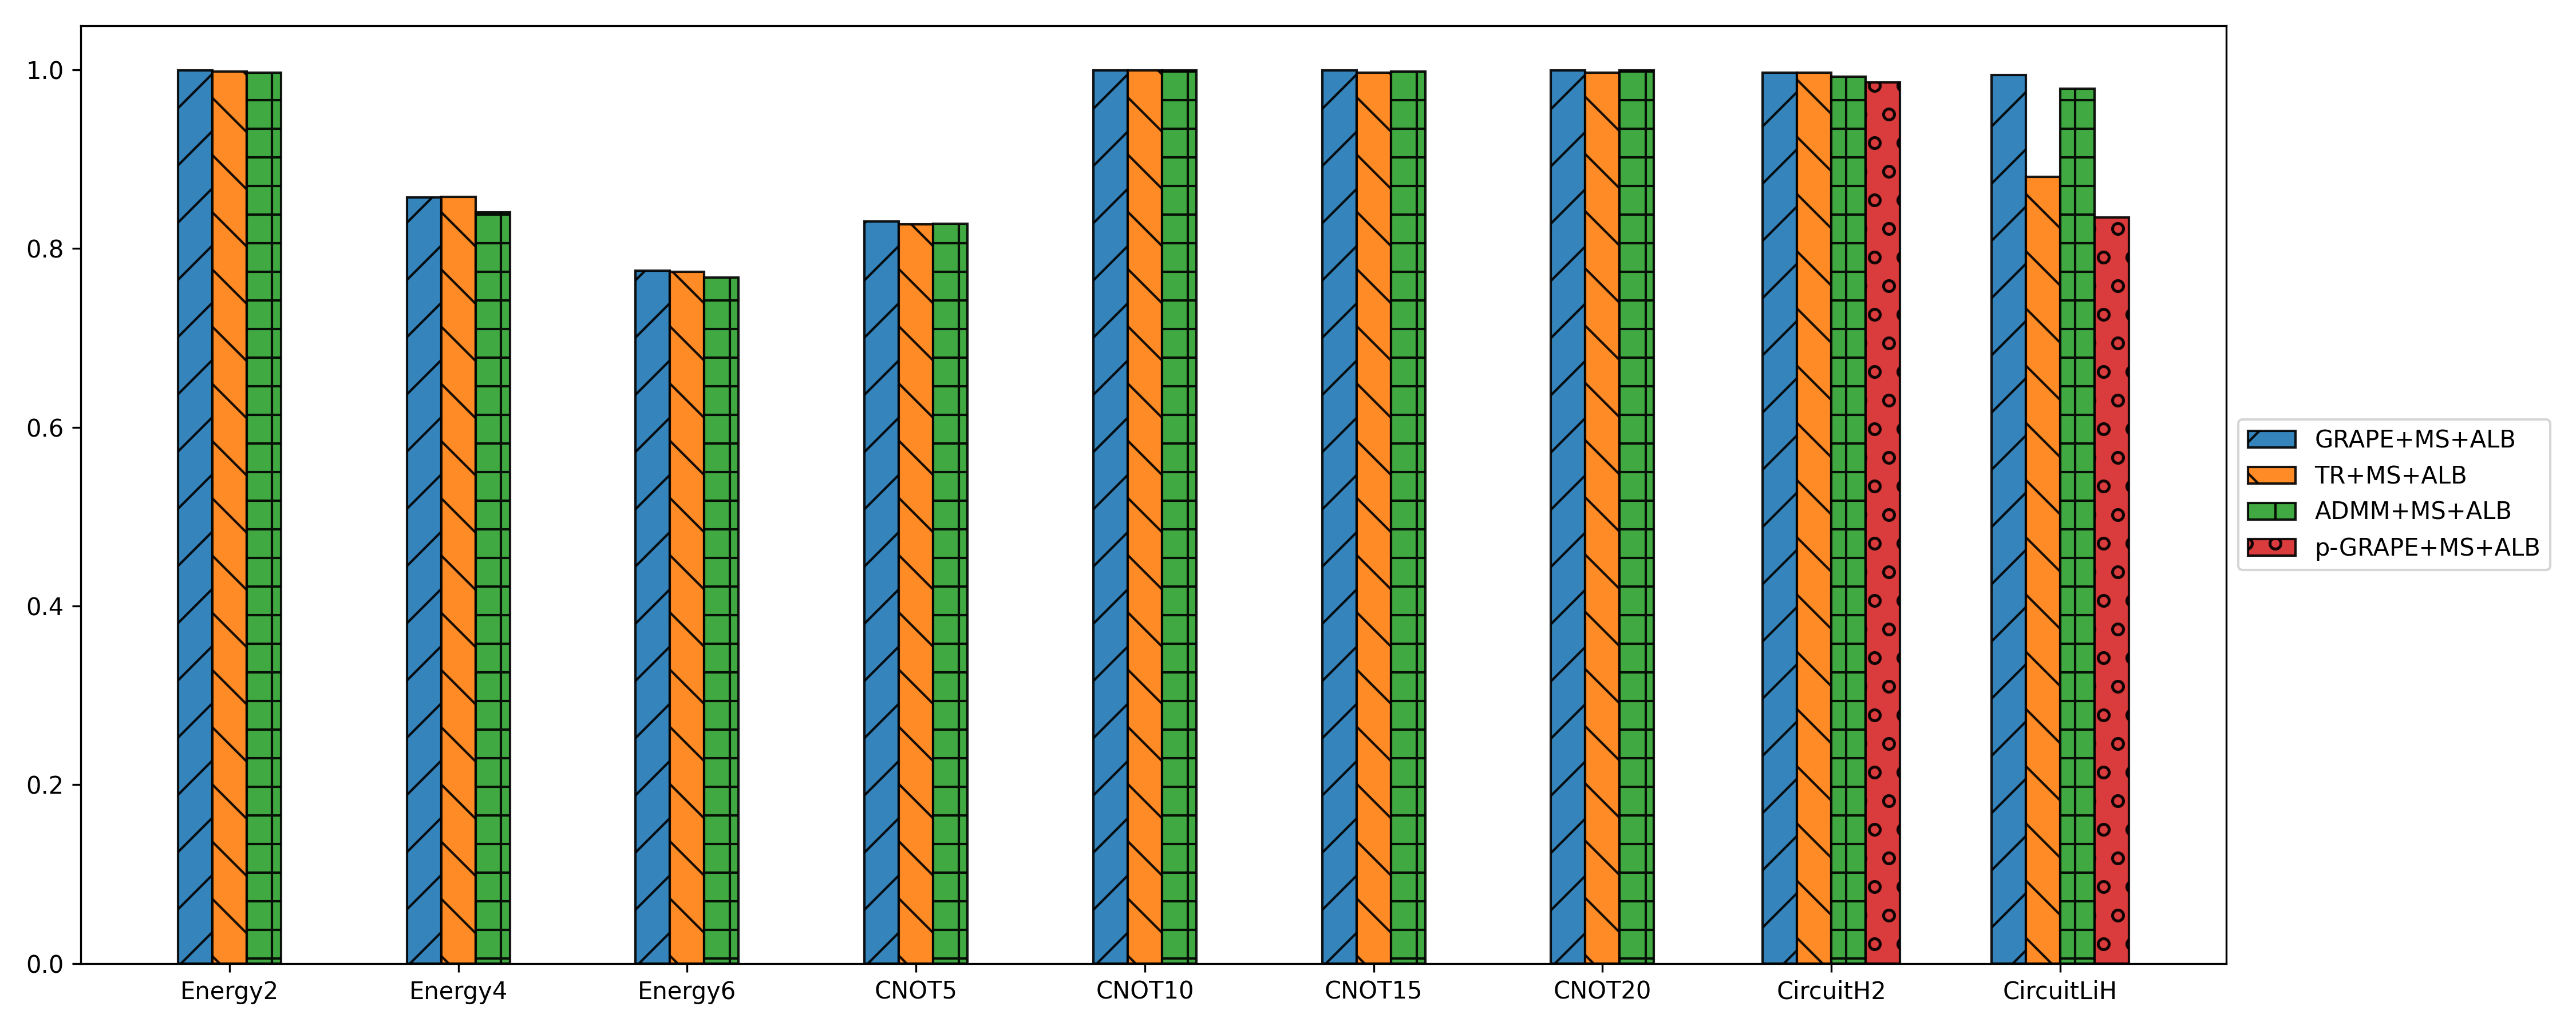 1.0
0.8
0.6
0.4
0.2
0.0
Energy2 Energy4 Energy6 CNOT5 CNOT10 CNOT15 CNOT20 CircuitH2 CircuitLiH
GRAPE+MS+ALB
TR+MS+ALB
ADMM+MS+ALB
p-GRAPE+MS+ALB